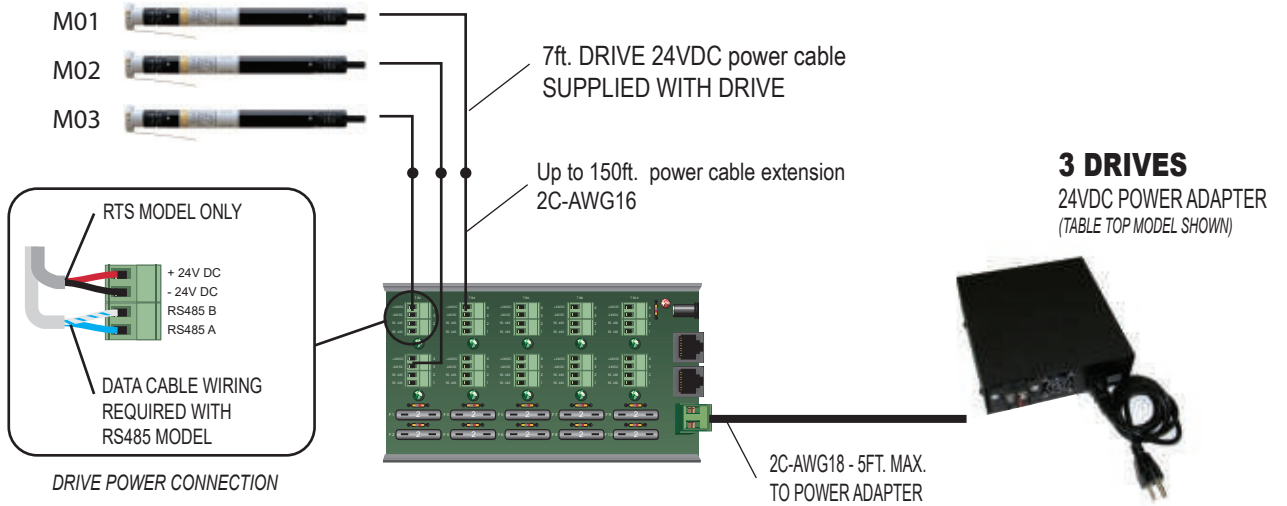 M01
M02
M03
7ft. DRIVE 24VDC power cable
SUPPLIED WITH DRIVE
Up to 150ft. power cable extension
2C-AWG16
3 DRIVES
24VDC POWER ADAPTER
(TABLE TOP MODEL SHOWN)
RTS MODEL ONLY
+ 24V DC
- 24V DC
RS485 B
RS485 A
DATA CABLE WIRING
REQUIRED WITH
RS485 MODEL
DRIVE POWER CONNECTION
2C-AWG18 - 5FT. MAX.
TO POWER ADAPTER